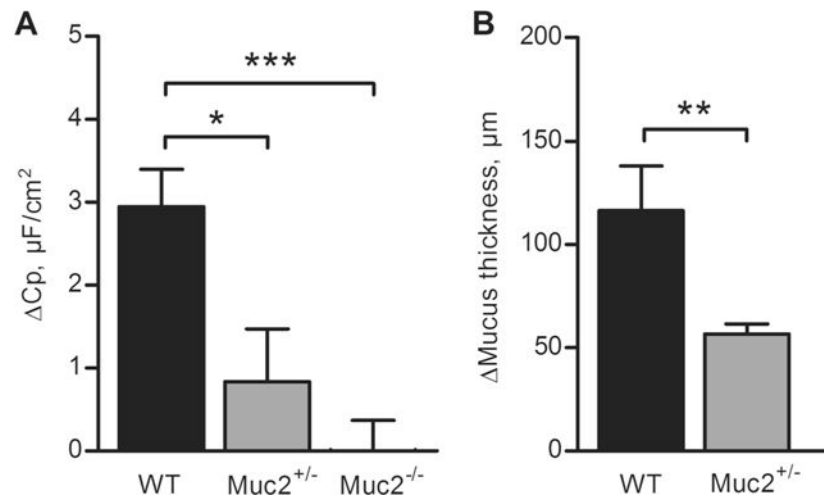 A
ΔCp, µF/cm²
5
4
3
2
1
0
***
*
WT
Muc2⁺/⁻
Muc2⁻/⁻
B
ΔMucus thickness, µm
200
150
100
50
0
**
WT
Muc2⁺/⁻